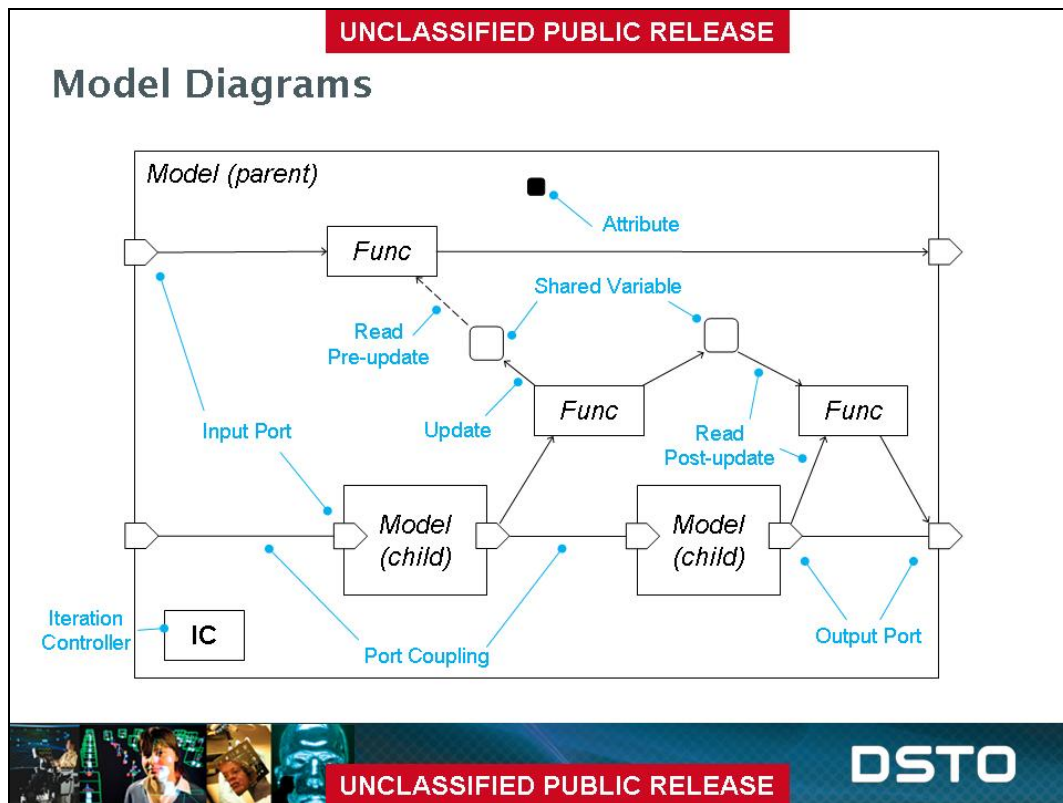 UNCLASSIFIED PUBLIC RELEASE
Model Diagrams
Model (parent)
Attribute
Func
Shared Variable
Read
Pre-update
Func
Func
Update
Input Port
Read
Post-update
Model
(child)
Model
(child)
Iteration
Controller
IC
Port Coupling
Output Port
DSTO
UNCLASSIFIED PUBLIC RELEASE